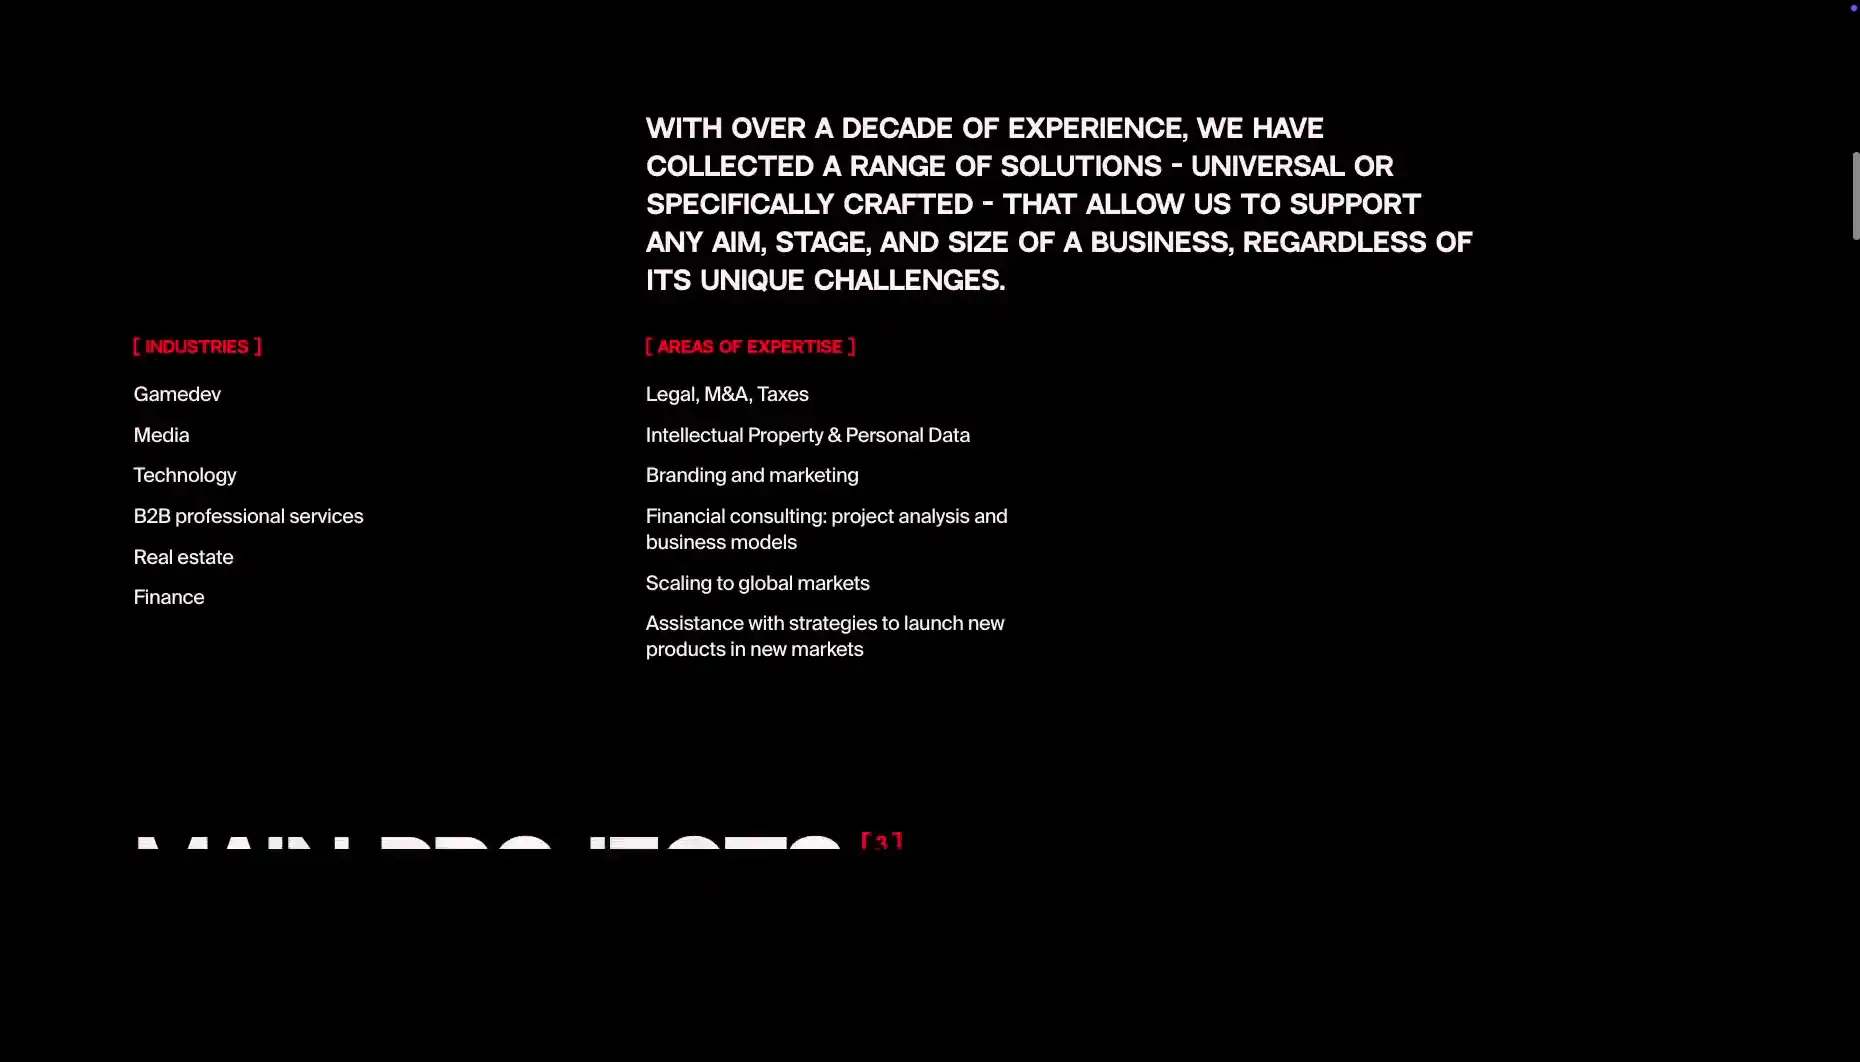 WITH OVER A DECADE OF EXPERIENCE, WE HAVE
COLLECTED A RANGE OF SOLUTIONS - UNIVERSAL OR
SPECIFICALLY CRAFTED - THAT ALLOW US TO SUPPORT
ANY AIM, STAGE, AND SIZE OF A BUSINESS, REGARDLESS OF
ITS UNIQUE CHALLENGES.
[ INDUSTRIES ]
Gamedev
Media
Technology
B2B professional services
Real estate
Finance
[ AREAS OF EXPERTISE ]
Legal, M&A, Taxes
Intellectual Property & Personal Data
Branding and marketing
Financial consulting: project analysis and
business models
Scaling to global markets
Assistance with strategies to launch new
products in new markets
MAIN PROJECTS [3]